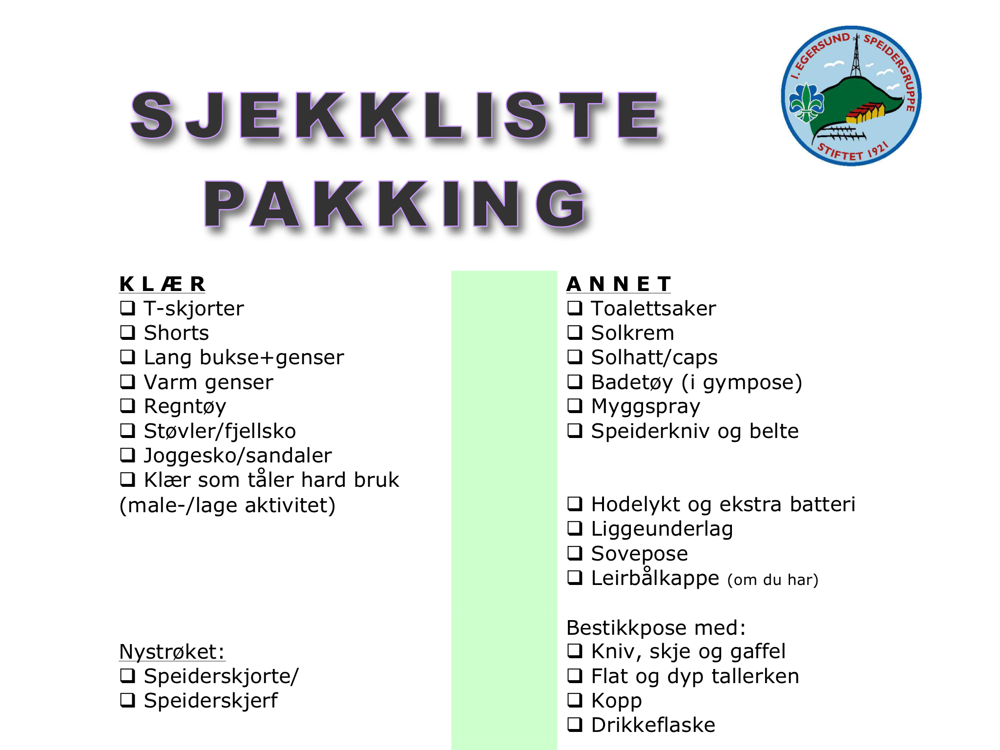 I. EGERSUND SPEIDERGRUPPE
STIFTET 1921
SJEKKLISTE
PAKKING
KLÆR
❑ T-skjorter
❑ Shorts
❑ Lang bukse+genser
❑ Varm genser
❑ Regntøy
❑ Støvler/fjellsko
❑ Joggesko/sandaler
❑ Klær som tåler hard bruk
(male-/lage aktivitet)
Nystrøket:
❑ Speiderskjorte/
❑ Speiderskjerf
ANNET
❑ Toalettsaker
❑ Solkrem
❑ Solhatt/caps
❑ Badetøy (i gympose)
❑ Myggspray
❑ Speiderkniv og belte
❑ Hodelykt og ekstra batteri
❑ Liggeunderlag
❑ Sovepose
❑ Leirbålkappe (om du har)
Bestikkpose med:
❑ Kniv, skje og gaffel
❑ Flat og dyp tallerken
❑ Kopp
❑ Drikkeflaske